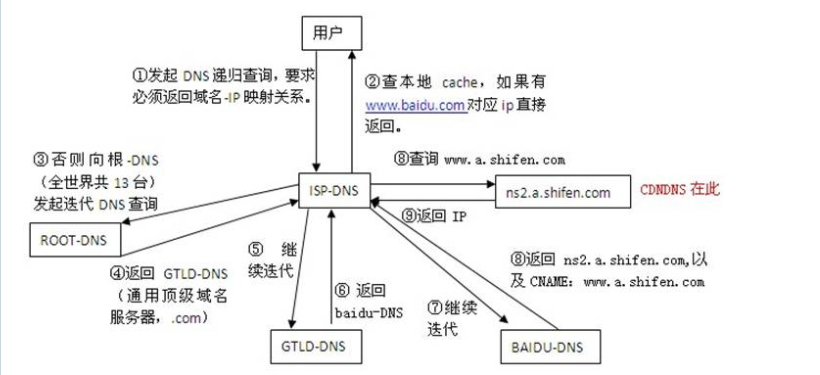 用户
①发起 DNS 递归查询，要求
必须返回域名-IP 映射关系。
②查本地 cache，如果有
www.baidu.com 对应 ip 直接
返回。
③否则向根-DNS
（全世界共 13 台）
发起迭代 DNS 查询
⑧查询 www.a.shifen.com
ISP-DNS
ns2.a.shifen.com
CDNDNS 在此
⑨返回 IP
ROOT-DNS
④返回 GTLD-DNS
（通用顶级域名
服务器，.com）
⑤ 继
续迭代
⑥ 返回
baidu-DNS
⑦继续
迭代
⑧返回 ns2.a.shifen.com,以
及 CNAME：www.a.shifen.com
GTLD-DNS
BAIDU-DNS